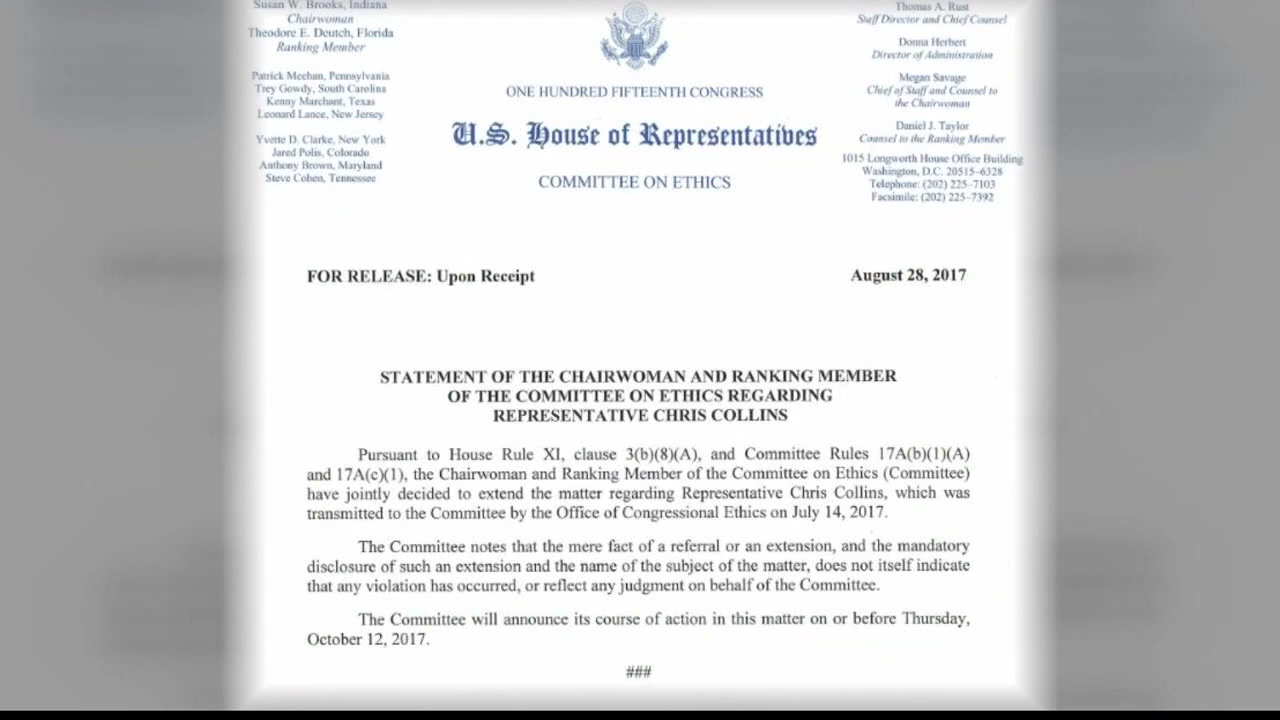 Susan W. Brooks, Indiana
Chairwoman
Theodore E. Deutch, Florida
Ranking Member
Patrick Meehan, Pennsylvania
Trey Gowdy, South Carolina
Kenny Marchant, Texas
Leonard Lance, New Jersey
Yvette D. Clarke, New York
Jared Polis, Colorado
Anthony Brown, Maryland
Steve Cohen, Tennessee
ONE HUNDRED FIFTEENTH CONGRESS
U.S. House of Representatives
COMMITTEE ON ETHICS
Thomas A. Rust
Staff Director and Chief Counsel
Donna Herbert
Director of Administration
Megan Savage
Chief of Staff and Counsel to
the Chairwoman
Daniel J. Taylor
Counsel to the Ranking Member
1015 Longworth House Office Building
Washington, D.C. 20515–6328
Telephone: (202) 225–7103
Facsimile: (202) 225–7392
FOR RELEASE: Upon Receipt
August 28, 2017
STATEMENT OF THE CHAIRWOMAN AND RANKING MEMBER
OF THE COMMITTEE ON ETHICS REGARDING
REPRESENTATIVE CHRIS COLLINS
Pursuant to House Rule XI, clause 3(b)(8)(A), and Committee Rules 17A(b)(1)(A)
and 17A(c)(1), the Chairwoman and Ranking Member of the Committee on Ethics (Committee)
have jointly decided to extend the matter regarding Representative Chris Collins, which was
transmitted to the Committee by the Office of Congressional Ethics on July 14, 2017.
The Committee notes that the mere fact of a referral or an extension, and the mandatory
disclosure of such an extension and the name of the subject of the matter, does not itself indicate
that any violation has occurred, or reflect any judgment on behalf of the Committee.
The Committee will announce its course of action in this matter on or before Thursday,
October 12, 2017.
###